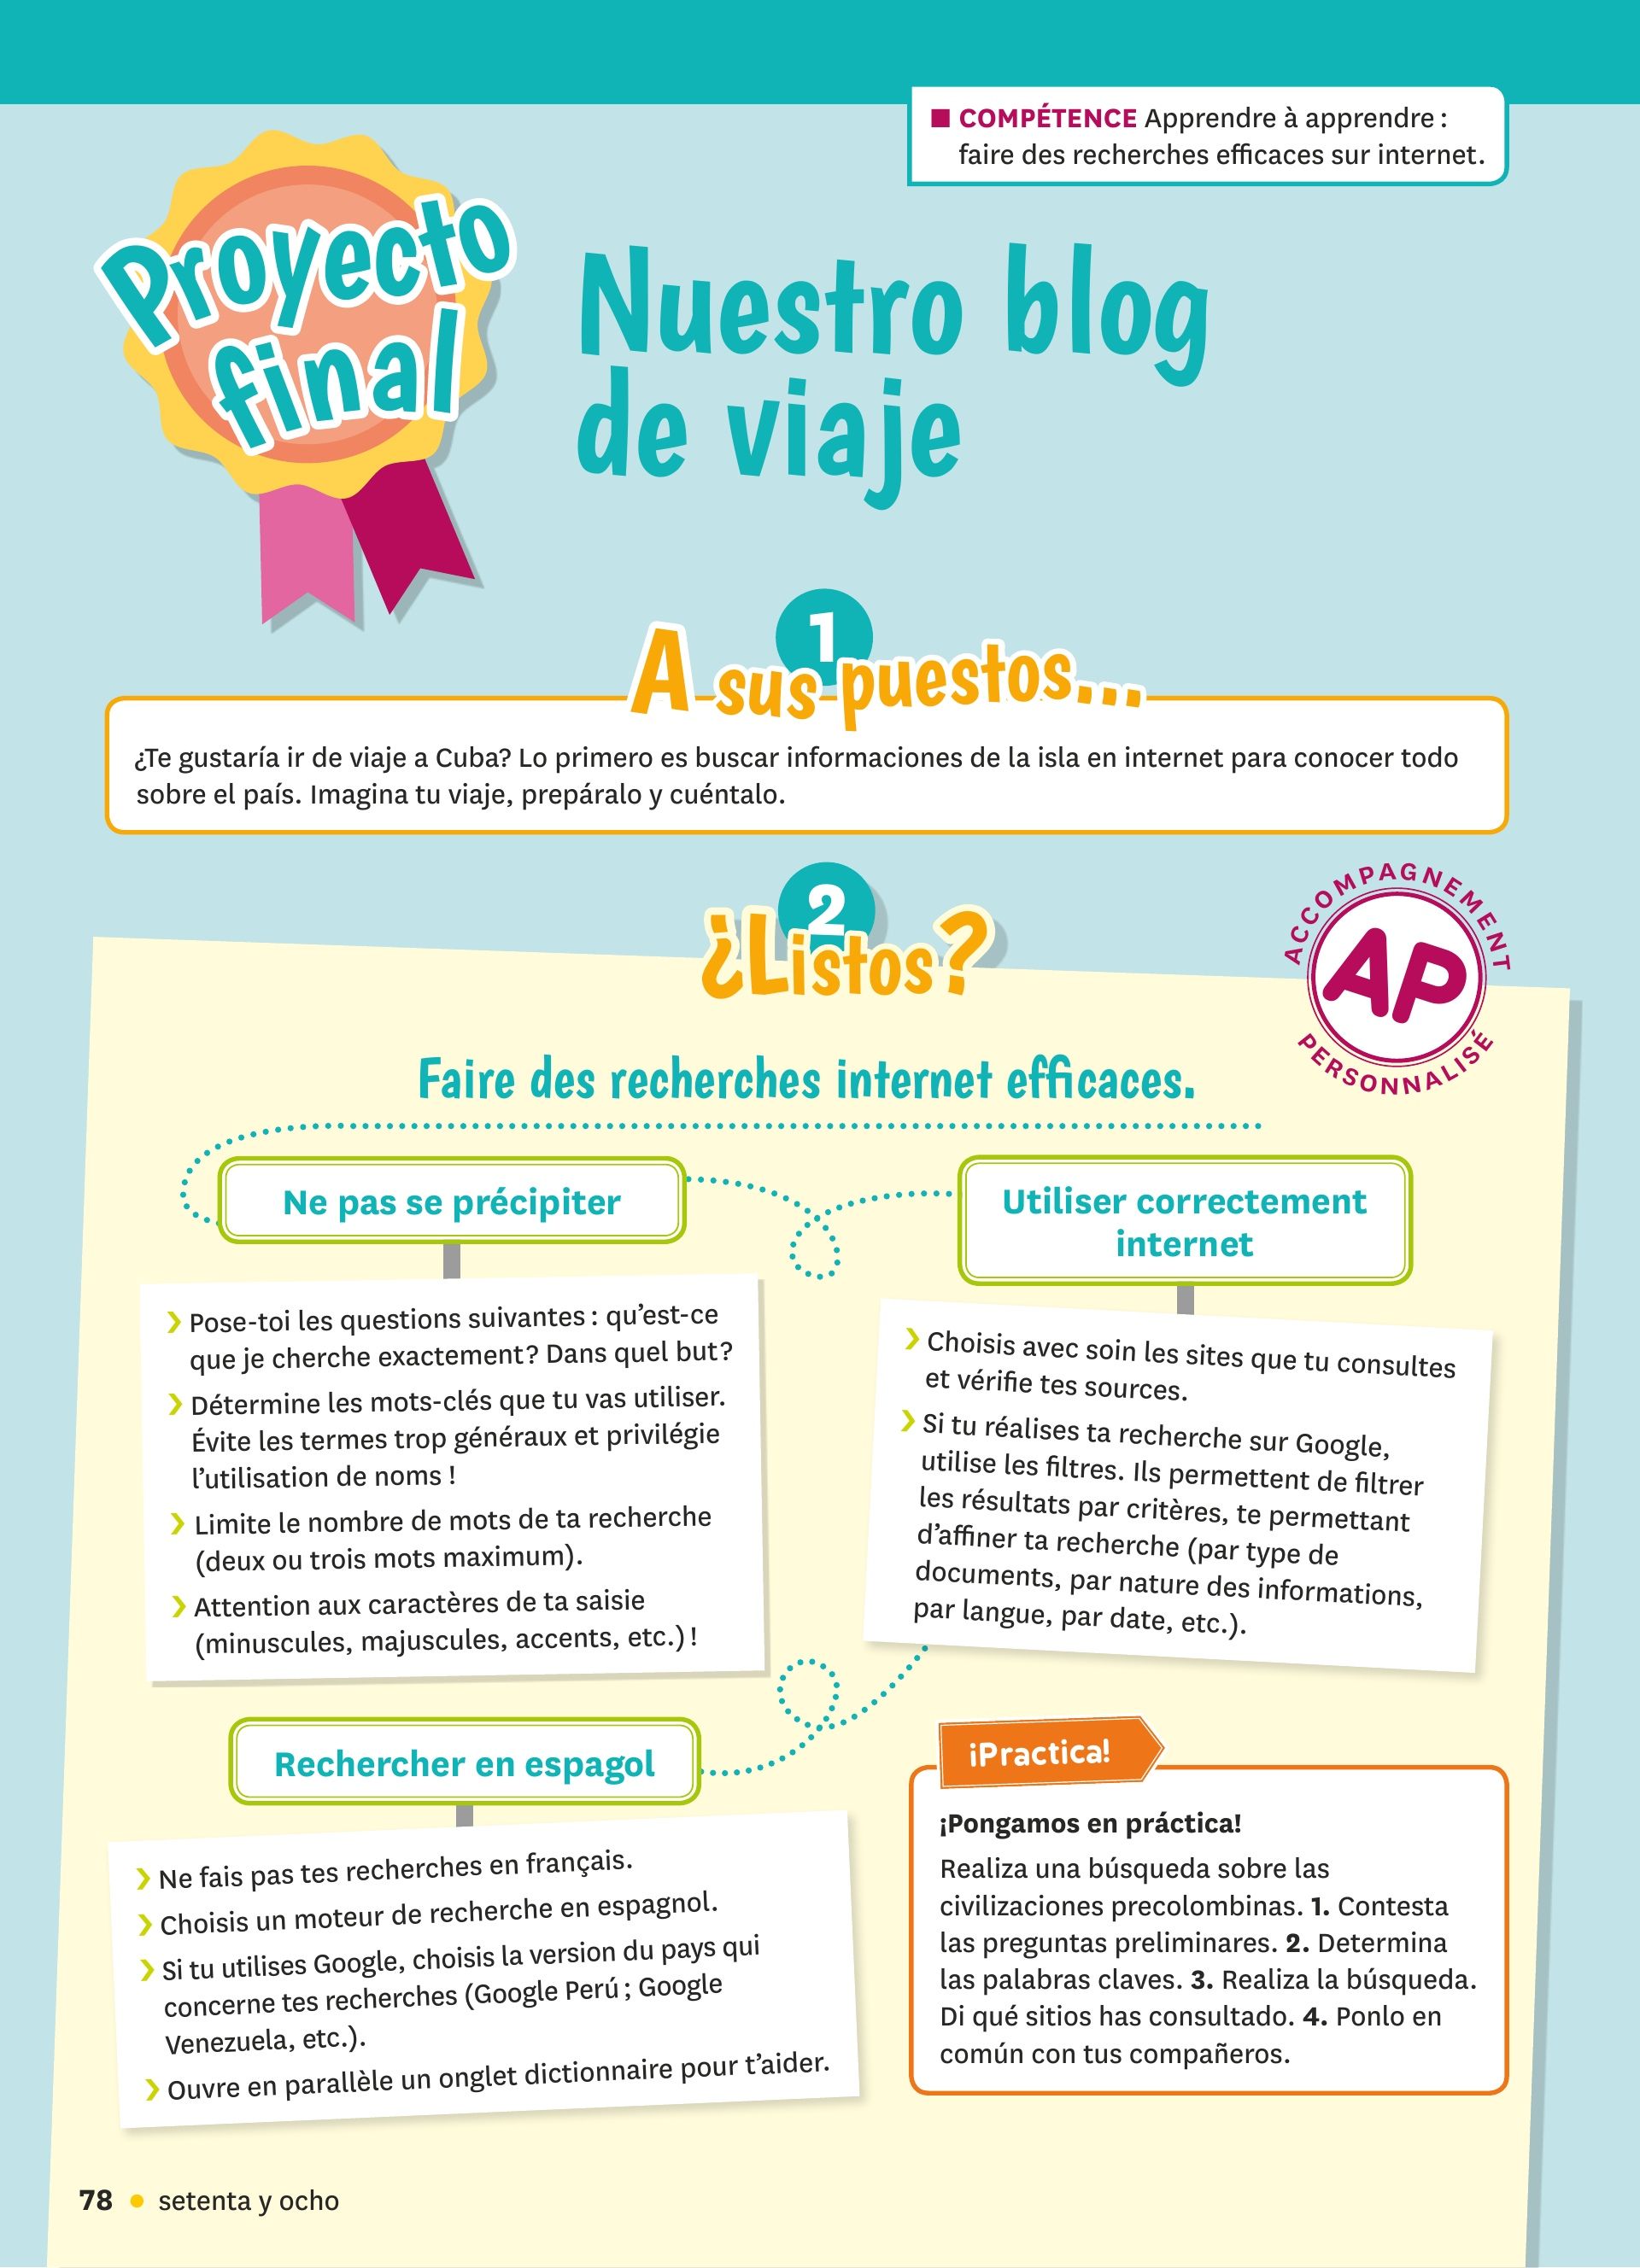 ■ COMPÉTENCE Apprendre à apprendre :
faire des recherches efficaces sur internet.
Proyecto
final
Nuestro blog
de viaje
1
A sus puestos...
¿Te gustaría ir de viaje a Cuba? Lo primero es buscar informaciones de la isla en internet para conocer todo
sobre el país. Imagina tu viaje, prepáralo y cuéntalo.
2
¿Listos?
ACCOMPAGNEMENT
AP
PERSONNALISÉ
Faire des recherches internet efficaces.
Ne pas se précipiter
❯ Pose-toi les questions suivantes : qu’est-ce
que je cherche exactement? Dans quel but?
❯ Détermine les mots-clés que tu vas utiliser.
Évite les termes trop généraux et privilégie
l’utilisation de noms !
❯ Limite le nombre de mots de ta recherche
(deux ou trois mots maximum).
❯ Attention aux caractères de ta saisie
(minuscules, majuscules, accents, etc.) !
Utiliser correctement
internet
❯ Choisis avec soin les sites que tu consultes
et vérifie tes sources.
❯ Si tu réalises ta recherche sur Google,
utilise les filtres. Ils permettent de filtrer
les résultats par critères, te permettant
d’affiner ta recherche (par type de
documents, par nature des informations,
par langue, par date, etc.).
Rechercher en espagol
❯ Ne fais pas tes recherches en français.
❯ Choisis un moteur de recherche en espagnol.
❯ Si tu utilises Google, choisis la version du pays qui
concerne tes recherches (Google Perú ; Google
Venezuela, etc.).
❯ Ouvre en parallèle un onglet dictionnaire pour t’aider.
¡Practica!
¡Pongamos en práctica!
Realiza una búsqueda sobre las
civilizaciones precolombinas. 1. Contesta
las preguntas preliminares. 2. Determina
las palabras claves. 3. Realiza la búsqueda.
Di qué sitios has consultado. 4. Ponlo en
común con tus compañeros.
78 • setenta y ocho